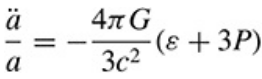 ä/a = −4πG/3c²(ε + 3P)